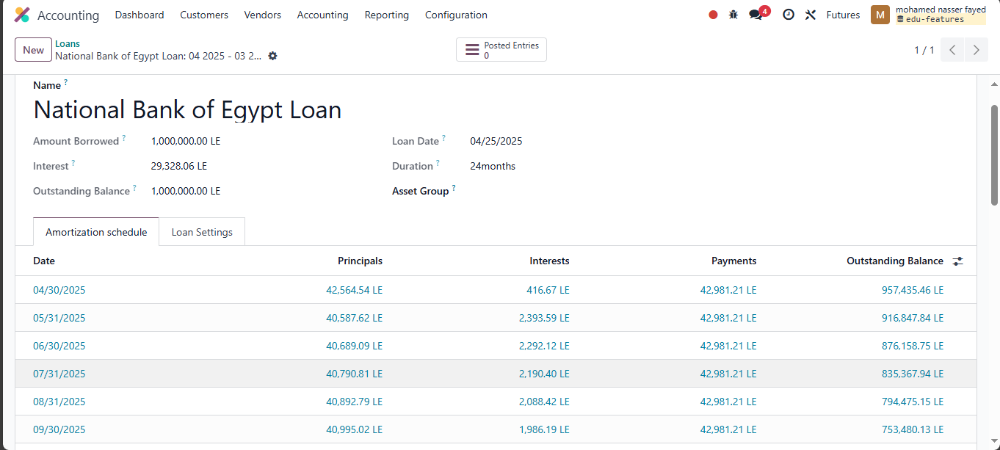 Accounting Dashboard Customers Vendors Accounting Reporting Configuration 4 Futures M mohamed nasser fayed
edu-features
New Loans
National Bank of Egypt Loan: 04 2025 - 03 2... Posted Entries
0 1 / 1
Name ?
National Bank of Egypt Loan
Amount Borrowed ? 1,000,000.00 LE Loan Date ? 04/25/2025
Interest ? 29,328.06 LE Duration ? 24months
Outstanding Balance ? 1,000,000.00 LE Asset Group ?
Amortization schedule Loan Settings
Date Principals Interests Payments Outstanding Balance
04/30/2025 42,564.54 LE 416.67 LE 42,981.21 LE 957,435.46 LE
05/31/2025 40,587.62 LE 2,393.59 LE 42,981.21 LE 916,847.84 LE
06/30/2025 40,689.09 LE 2,292.12 LE 42,981.21 LE 876,158.75 LE
07/31/2025 40,790.81 LE 2,190.40 LE 42,981.21 LE 835,367.94 LE
08/31/2025 40,892.79 LE 2,088.42 LE 42,981.21 LE 794,475.15 LE
09/30/2025 40,995.02 LE 1,986.19 LE 42,981.21 LE 753,480.13 LE